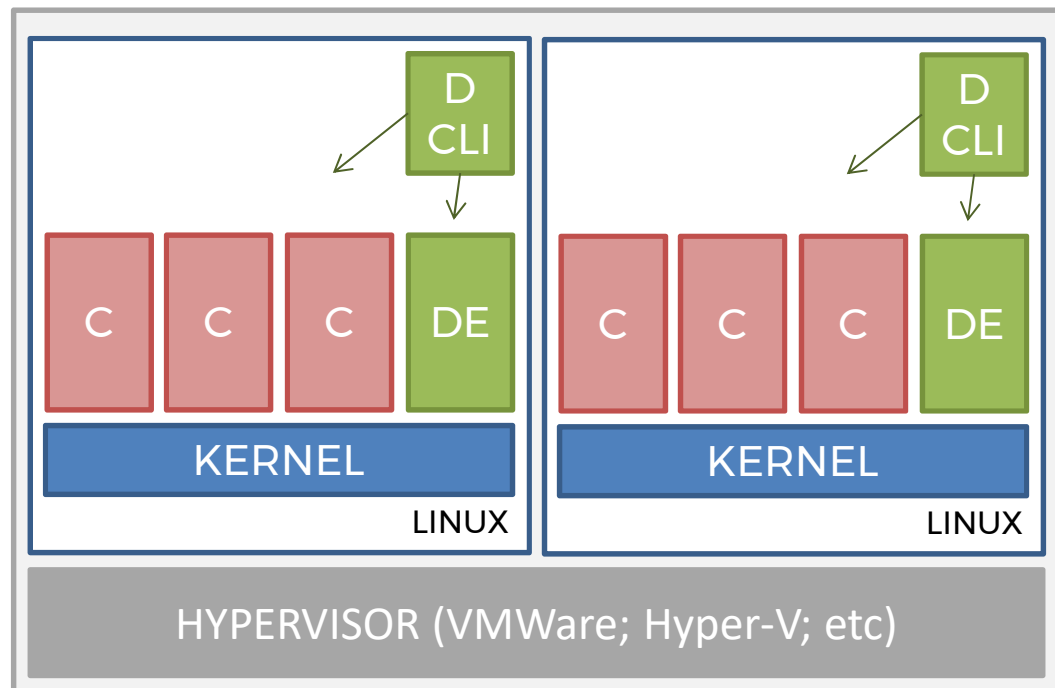 D
CLI
C
C
C
DE
KERNEL
LINUX
D
CLI
C
C
C
DE
KERNEL
LINUX
HYPERVISOR (VMWare; Hyper-V; etc)